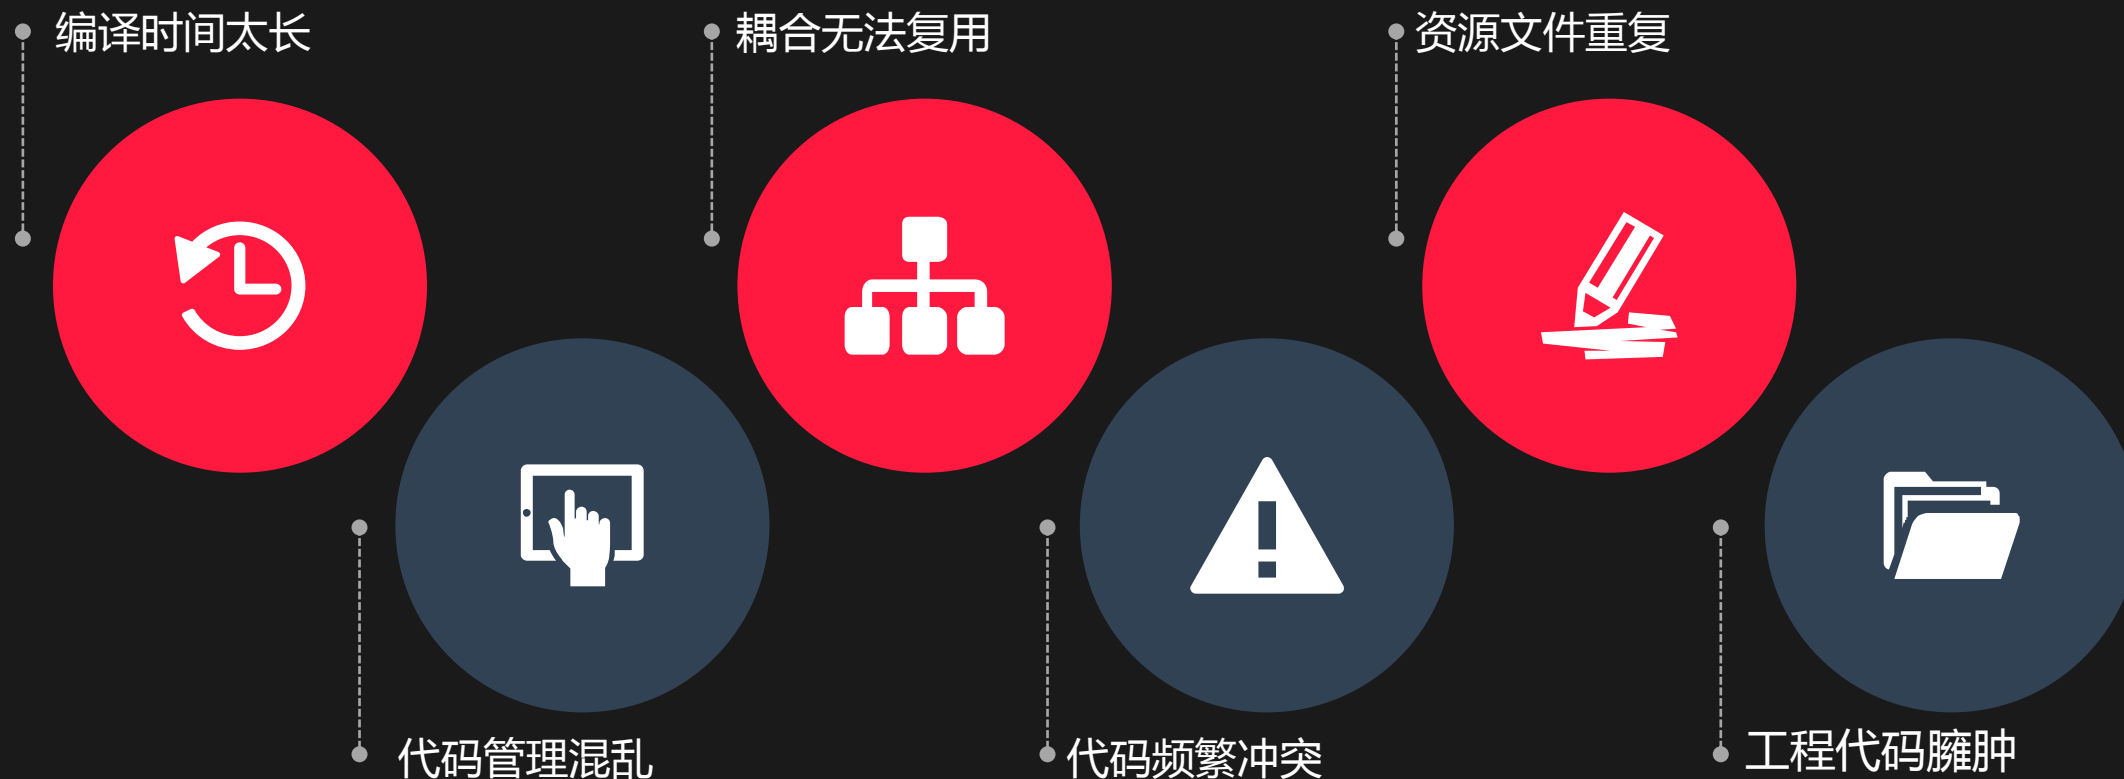 编译时间太长
耦合无法复用
资源文件重复
代码管理混乱
代码频繁冲突
工程代码臃肿